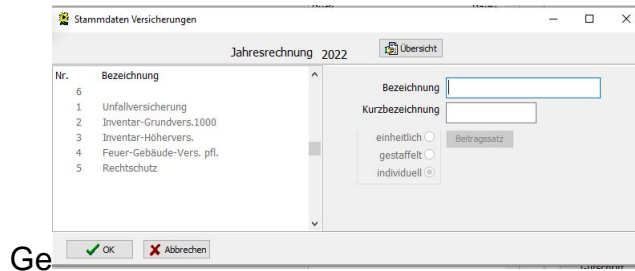 Stammdaten Versicherungen
Jahresrechnung 2022 Übersicht
Nr. Bezeichnung
6
1 Unfallversicherung
2 Inventar-Grundvers.1000
3 Inventar-Höhervers.
4 Feuer-Gebäude-Vers. pfl.
5 Rechtschutz
Bezeichnung
Kurzbezeichnung
einheitlich Beitragssatz
gestaffelt
individuell
OK Abbrechen
Ge